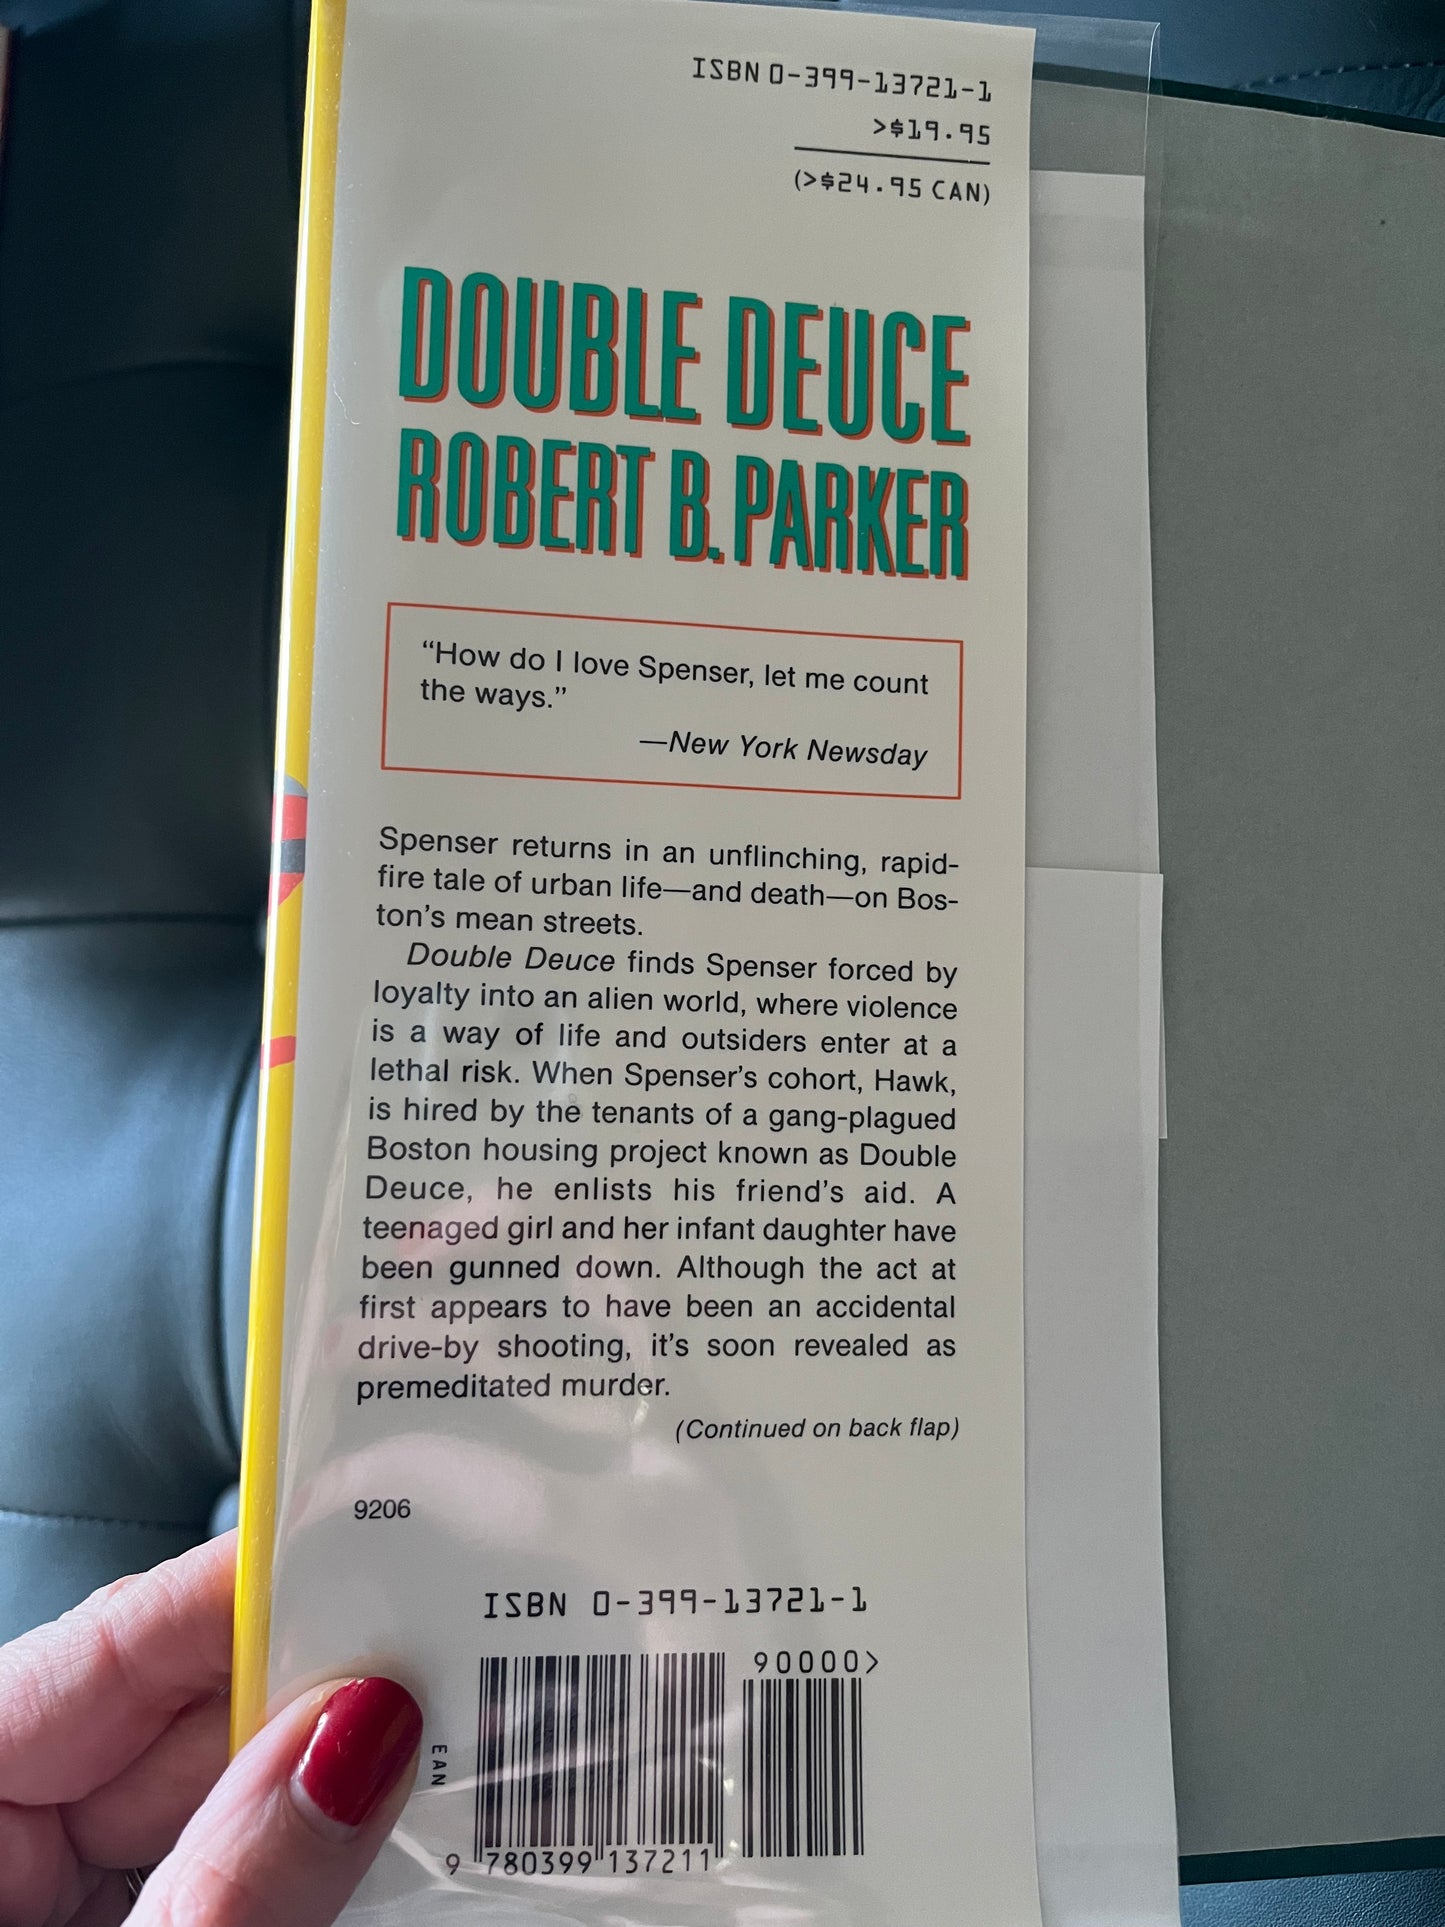 ISBN 0-399-13721-1
>$19.95
(>$24.95 CAN)
DOUBLE DEUCE
ROBERT B. PARKER
“How do I love Spenser, let me count
the ways.”
—New York Newsday
Spenser returns in an unflinching, rapid-
fire tale of urban life—and death—on Bos-
ton’s mean streets.
Double Deuce finds Spenser forced by
loyalty into an alien world, where violence
is a way of life and outsiders enter at a
lethal risk. When Spenser’s cohort, Hawk,
is hired by the tenants of a gang-plagued
Boston housing project known as Double
Deuce, he enlists his friend’s aid. A
teenaged girl and her infant daughter have
been gunned down. Although the act at
first appears to have been an accidental
drive-by shooting, it’s soon revealed as
premeditated murder.
(Continued on back flap)
9206
ISBN 0-399-13721-1
90000>
EAN
9 780399 137211